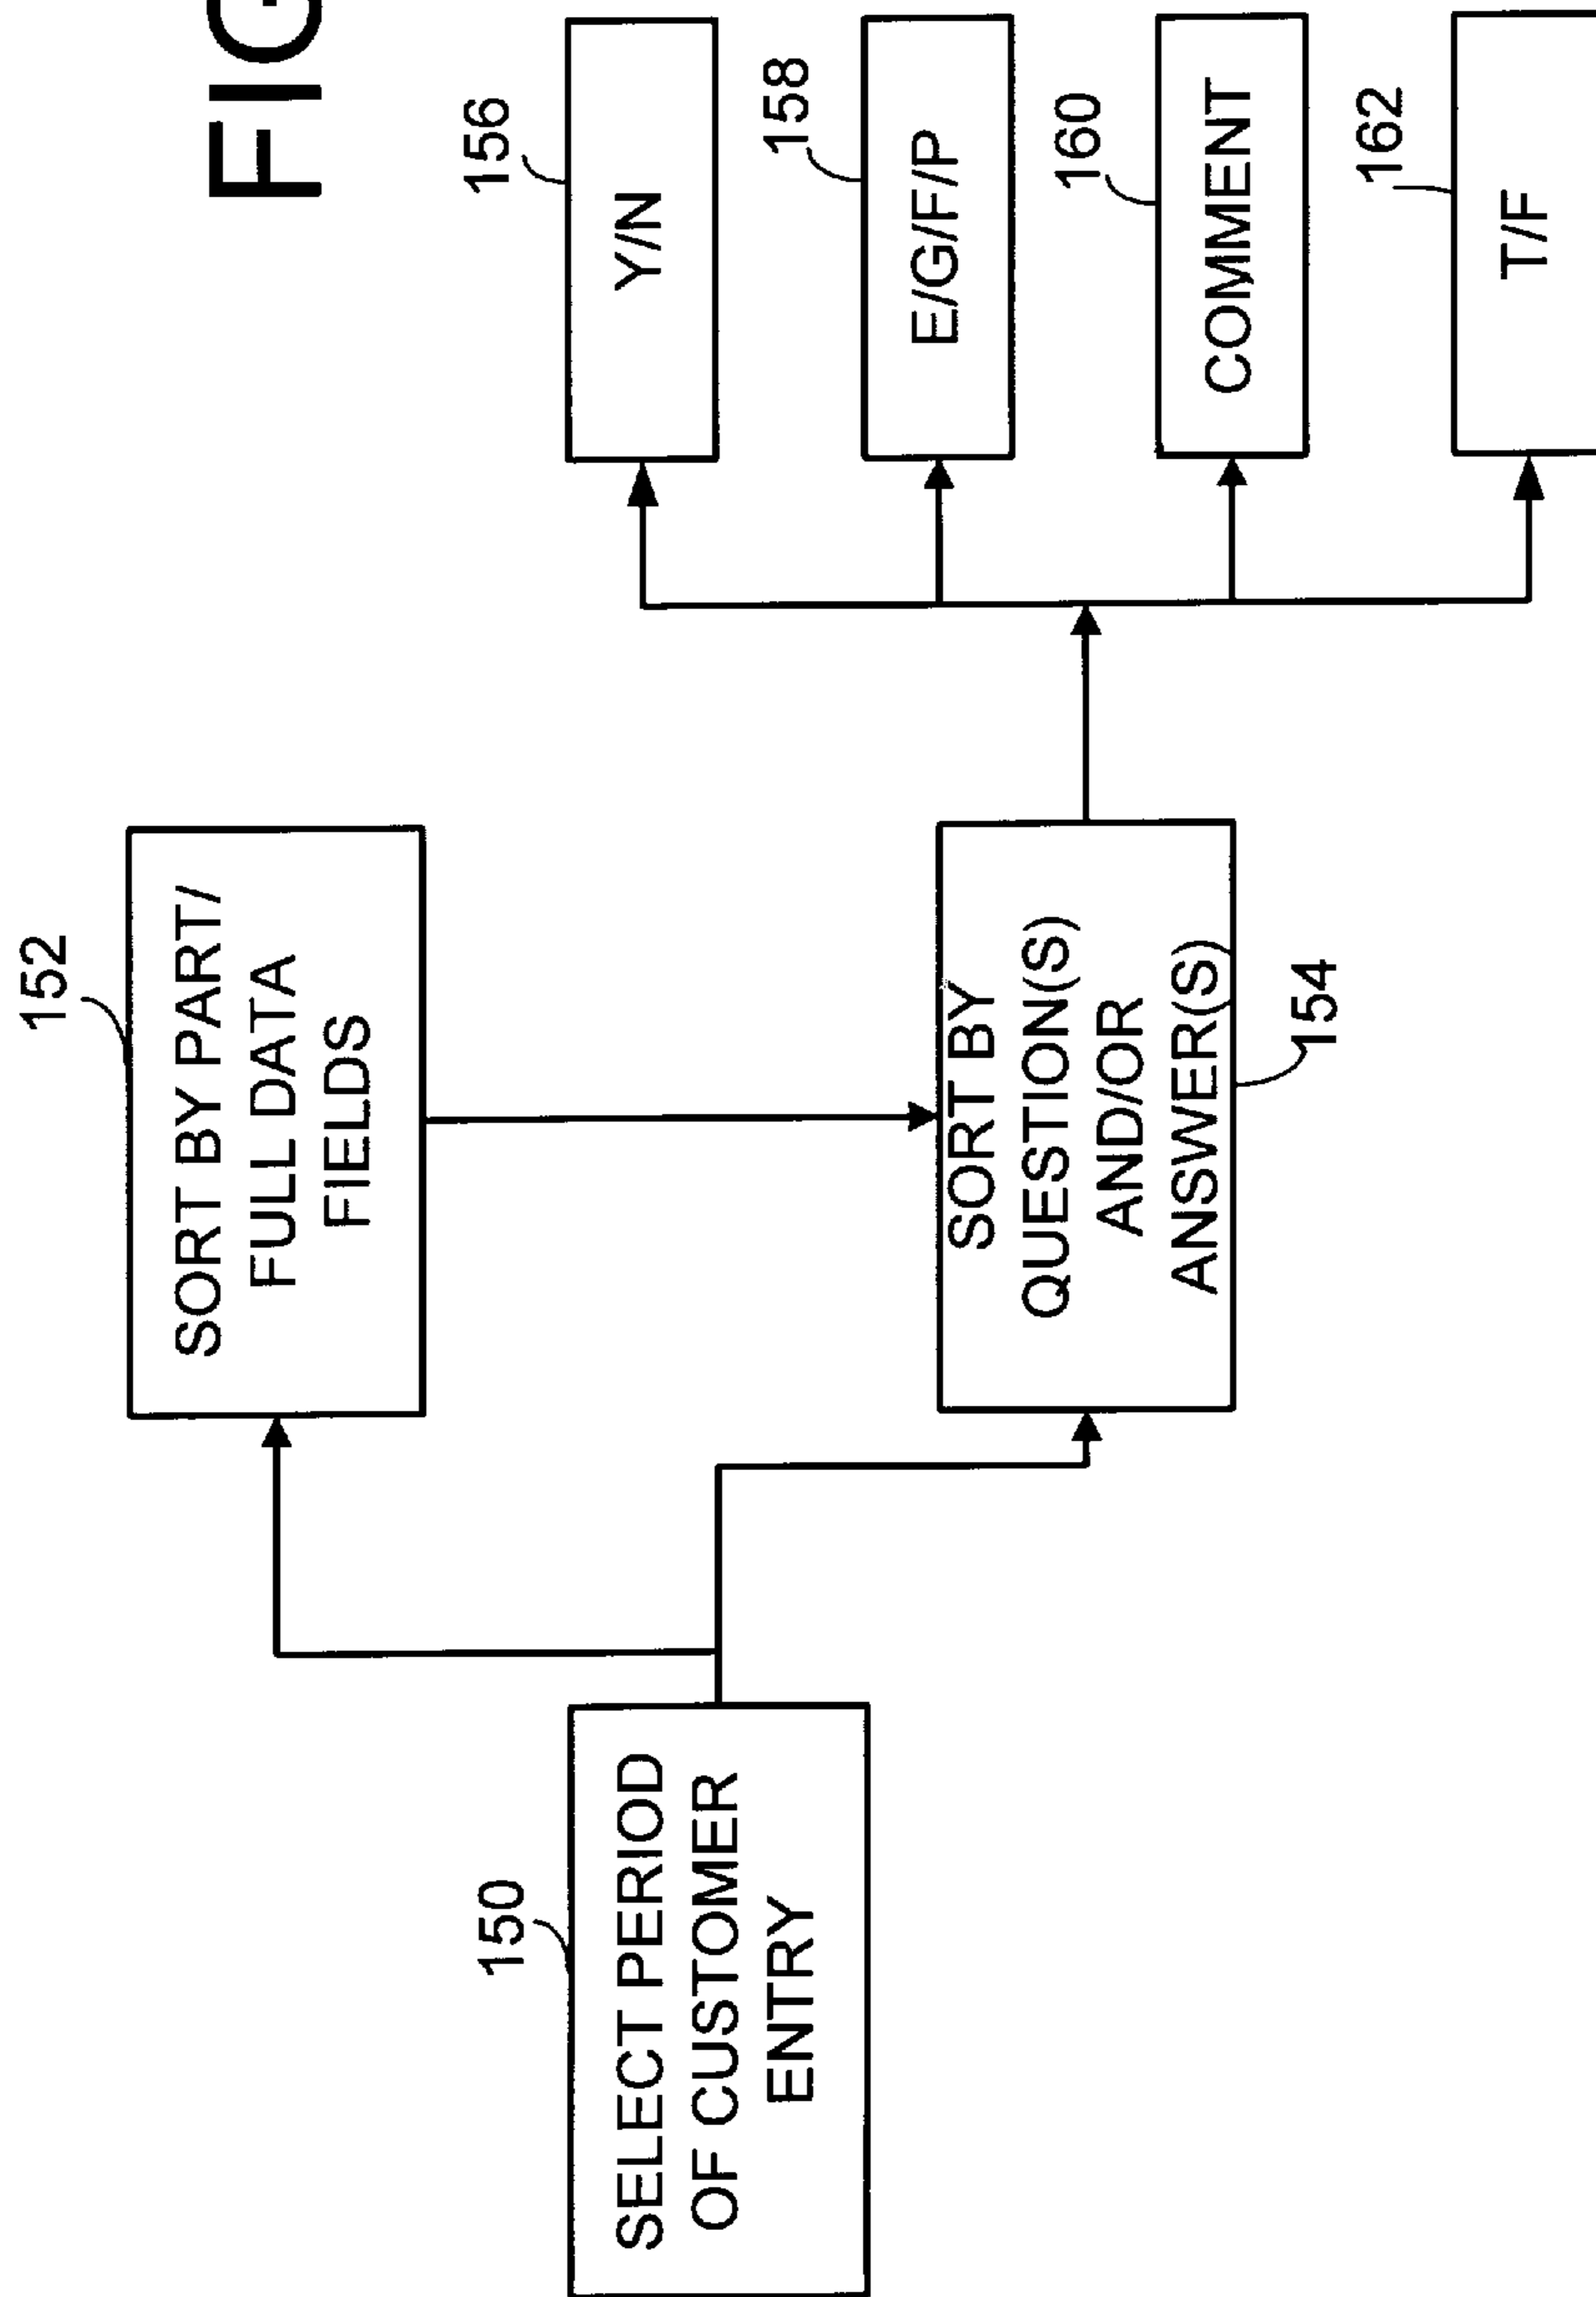 FIG
152
SORT BY PART/
FULL DATA
FIELDS
150
SELECT PERIOD
OF CUSTOMER
ENTRY
154
SORT BY
QUESTION(S)
AND/OR
ANSWER(S)
156
Y/N
158
E/G/F/P
160
COMMENT
162
T/F